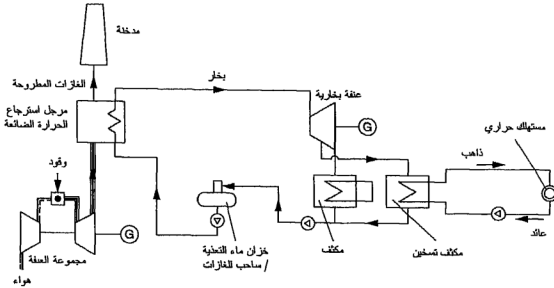 مدخنة
الغازات المطروحة
مرجل استرجاع
الحرارة الضائعة
بخار
عنفة بخارية
G
مستهلك حراري
ذاهب
وقود
عائد
G
خزان ماء التغذية
/ ساحب للغازات
مكثف
مكثف تسخين
مجموعة العنفة
هواء